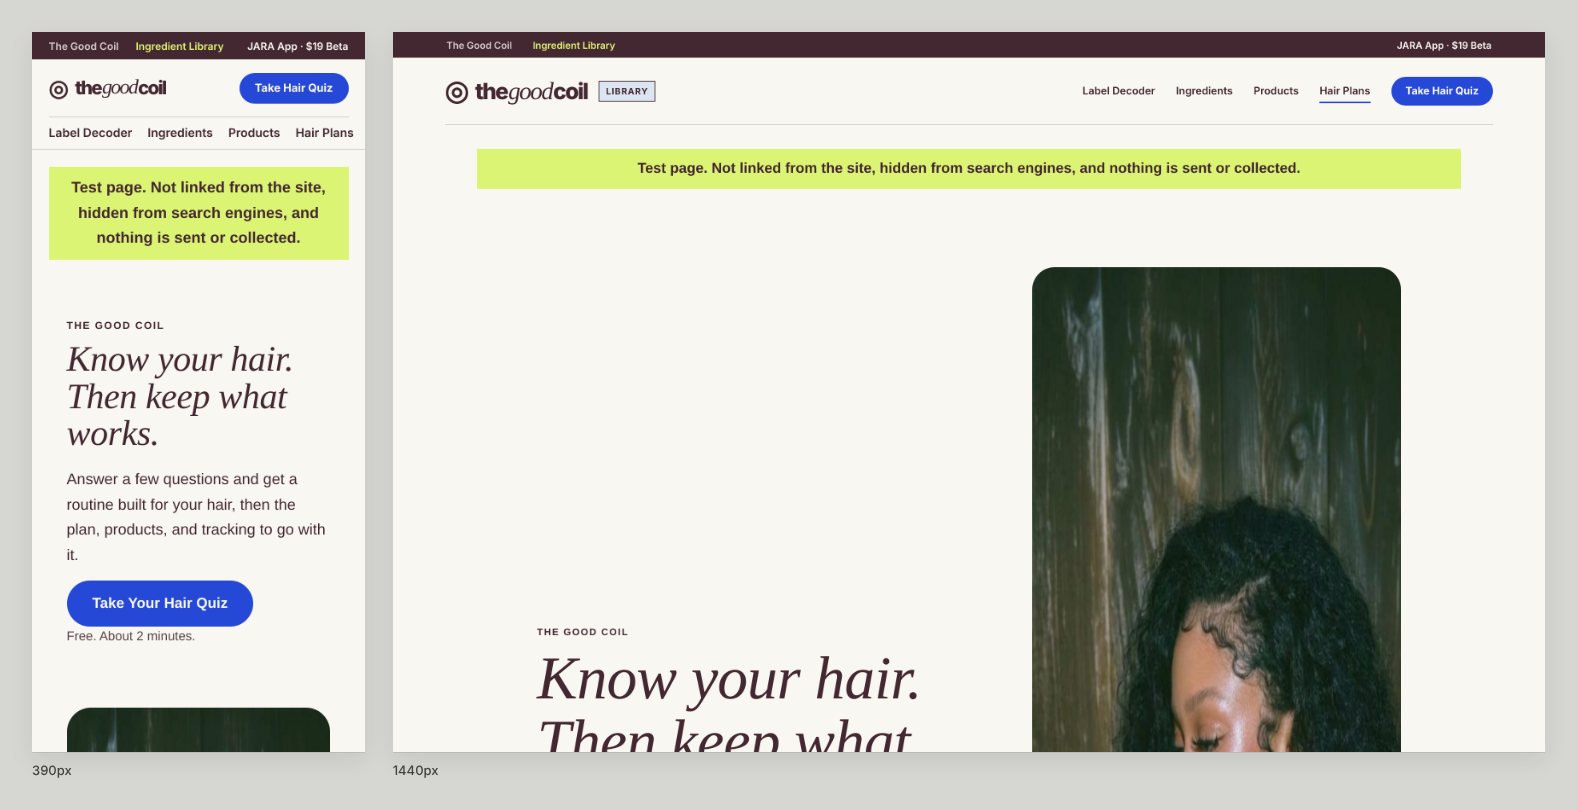 The Good Coil Ingredient Library JARA App · $19 Beta
thegoodcoil Take Hair Quiz
Label Decoder Ingredients Products Hair Plans
Test page. Not linked from the site,
hidden from search engines, and
nothing is sent or collected.
THE GOOD COIL
Know your hair.
Then keep what
works.
Answer a few questions and get a
routine built for your hair, then the
plan, products, and tracking to go with
it.
Take Your Hair Quiz
Free. About 2 minutes.
390px
The Good Coil Ingredient Library JARA App · $19 Beta
thegoodcoil LIBRARY Label Decoder Ingredients Products Hair Plans Take Hair Quiz
Test page. Not linked from the site, hidden from search engines, and nothing is sent or collected.
THE GOOD COIL
Know your hair.
Then keep what
1440px